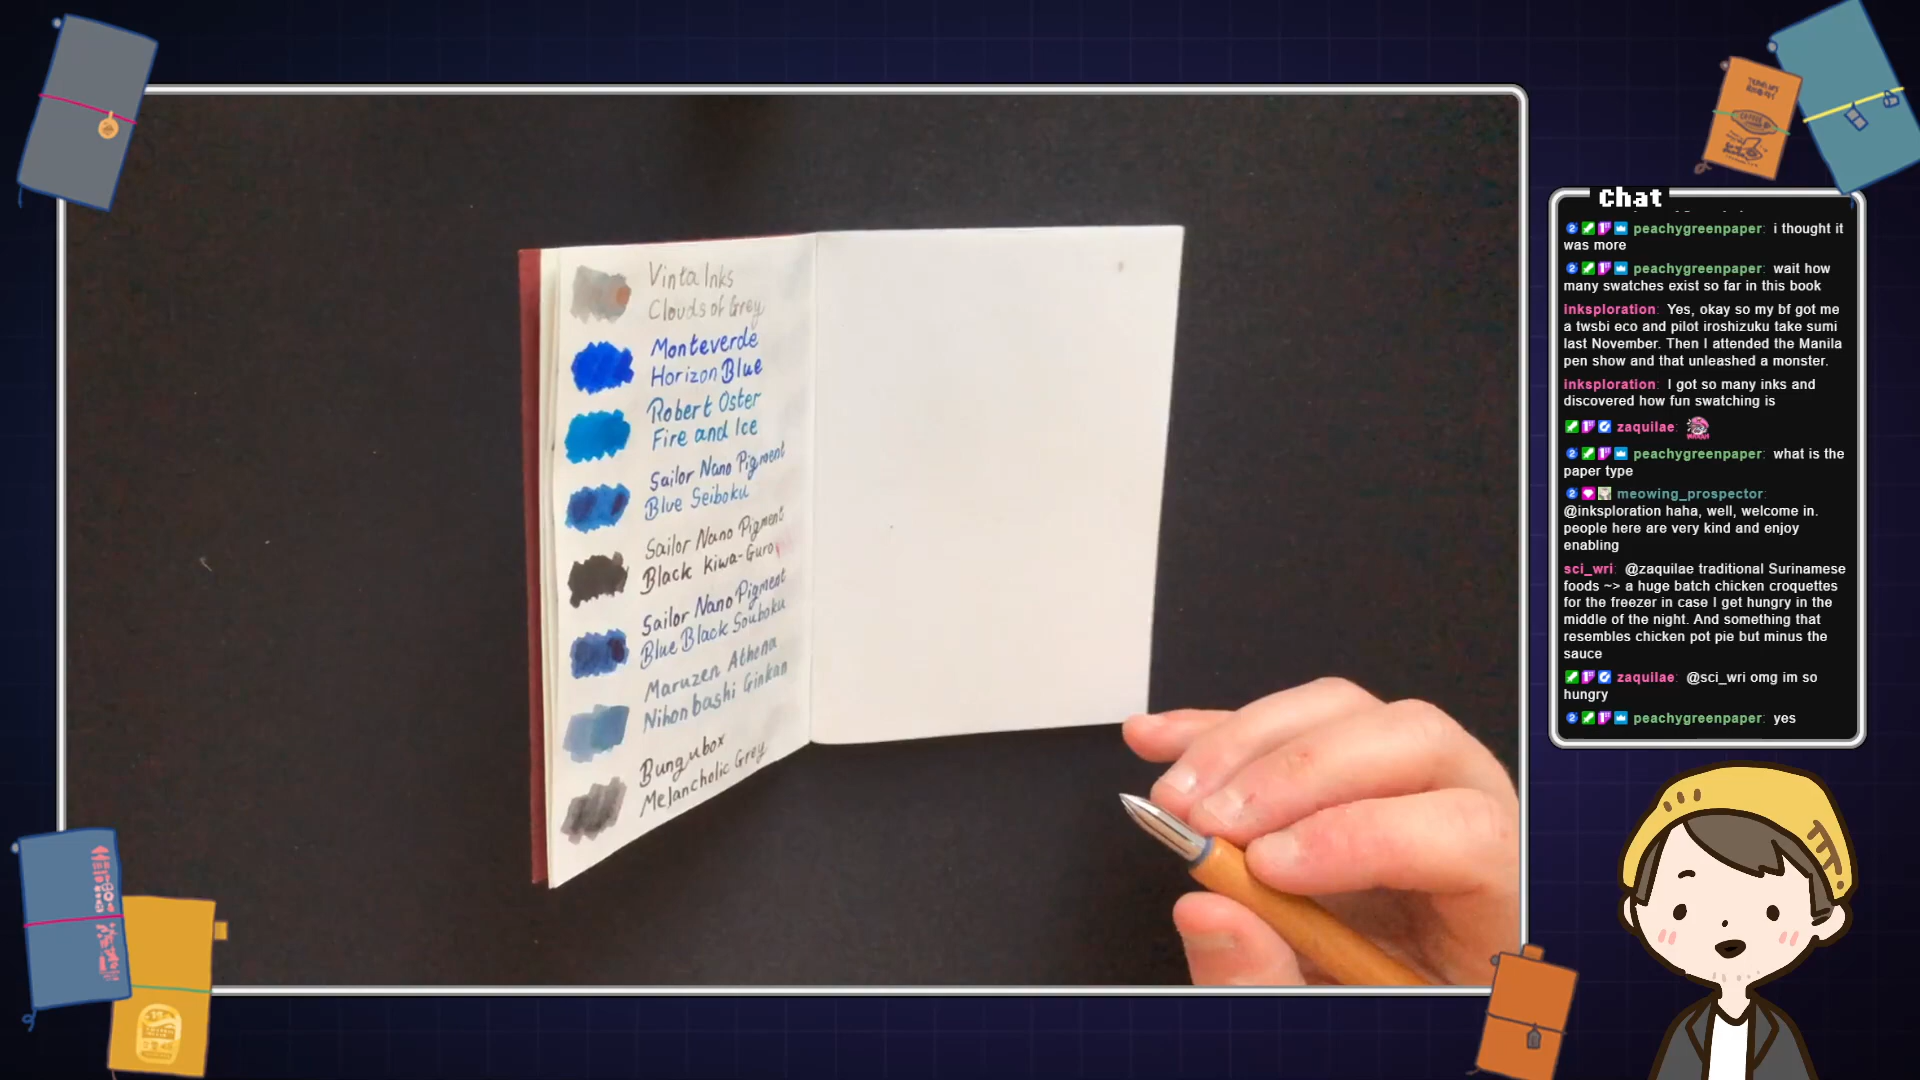 Vinta Inks
Clouds of Grey
Monteverde
Horizon Blue
Robert Oster
Fire and Ice
Sailor Nano Pigment
Blue Seiboku
Sailor Nano Pigment
Black Kiwa-Guro
Sailor Nano Pigment
Blue Black Souboku
Maruzen Athena
Nihonbashi Ginkan
Bungubox
Melancholic Grey
chat
peachygreenpaper: i thought it
was more
peachygreenpaper: wait how
many swatches exist so far in this book
inksploration: Yes, okay so my bf got me
a twsbi eco and pilot iroshizuku take sumi
last November. Then I attended the Manila
pen show and that unleashed a monster.
inksploration: I got so many inks and
discovered how fun swatching is
zaquilae:
peachygreenpaper: what is the
paper type
meowing_prospector:
@inksploration haha, well, welcome in.
people here are very kind and enjoy
enabling
sci_wri: @zaquilae traditional Surinamese
foods ~> a huge batch chicken croquettes
for the freezer in case I get hungry in the
middle of the night. And something that
resembles chicken pot pie but minus the
sauce
zaquilae: @sci_wri omg im so
hungry
peachygreenpaper: yes